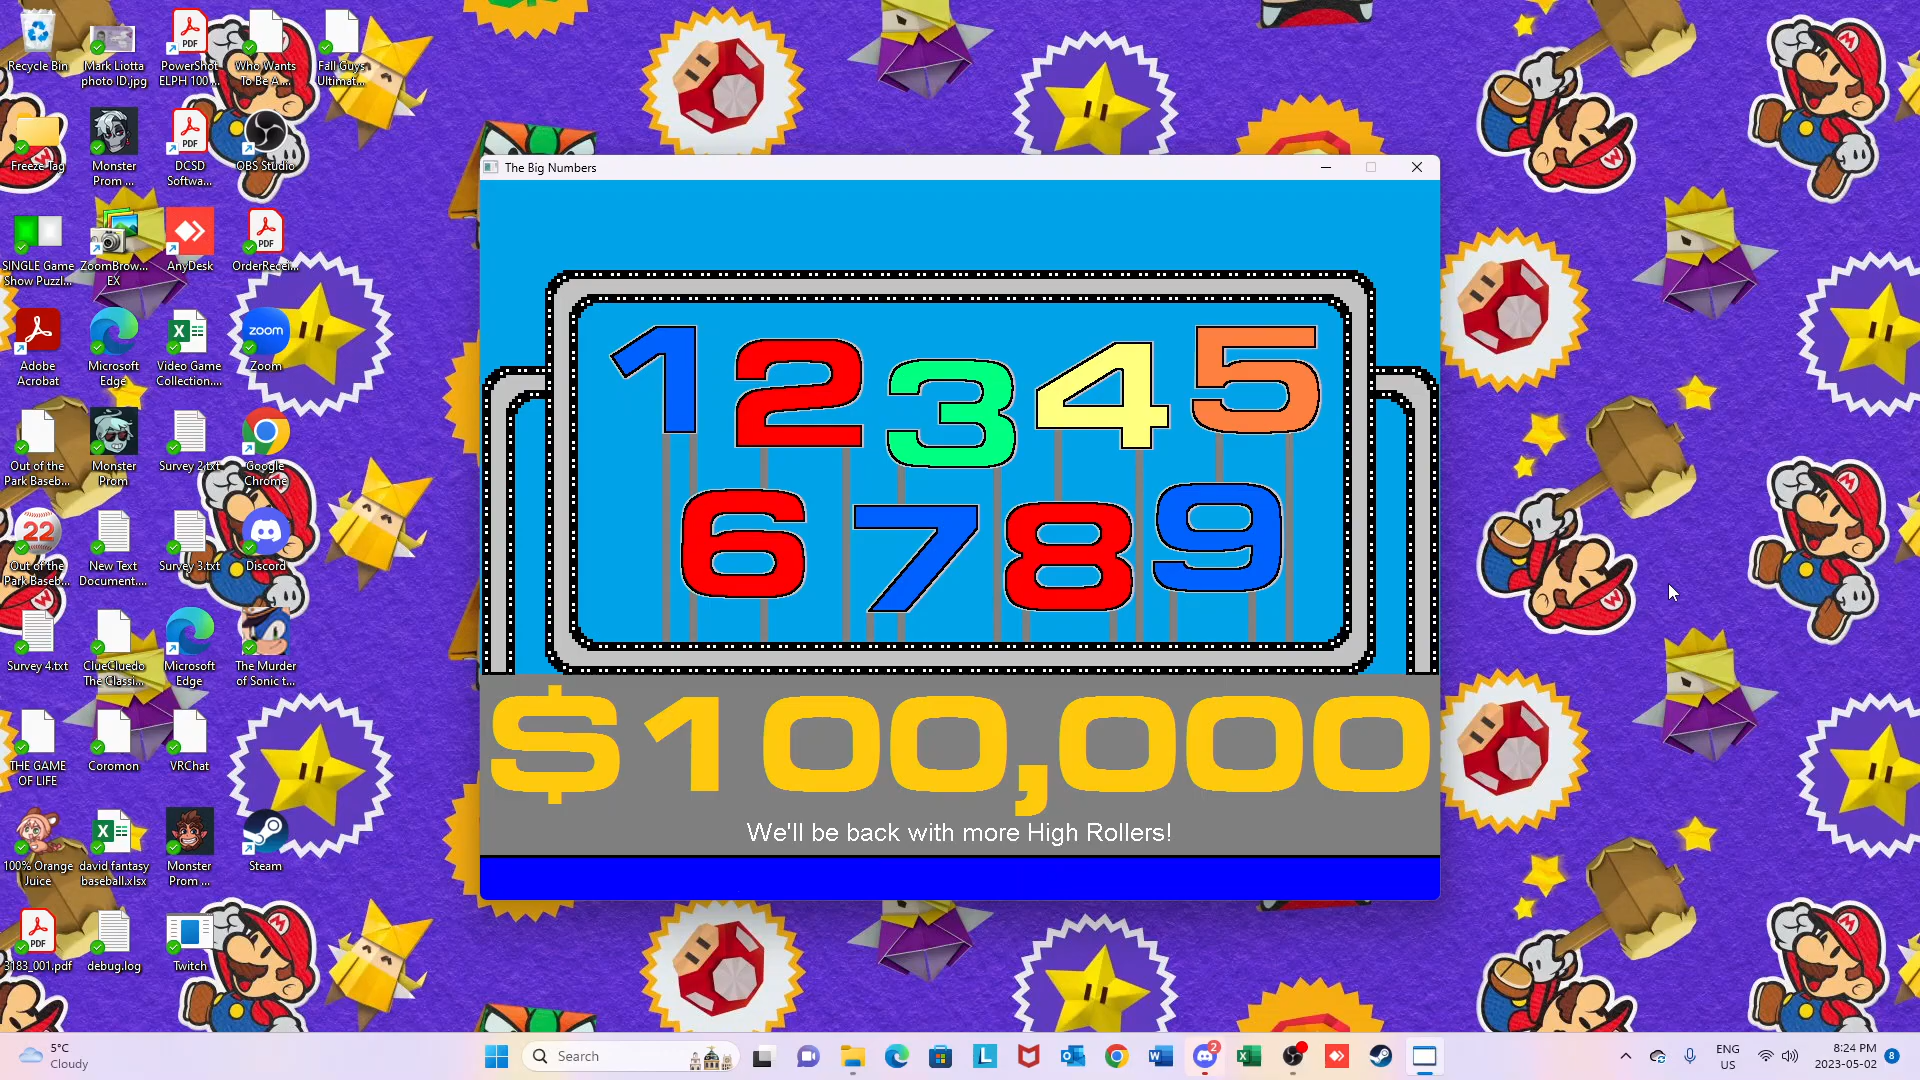 Recycle Bin
Mark Liotta
photo ID.jpg
PowerShot
ELPH 100...
Who Wants
To Be A ...
Fall Guys
Ultimat...
Freeze Tag
Monster
Prom ...
DCSD
Softwa...
OBS Studio
SINGLE Game
Show Puzzl...
ZoomBrow...
EX
AnyDesk
OrderRecei...
Adobe
Acrobat
Microsoft
Edge
Video Game
Collection....
zoom
Zoom
Out of the
Park Baseb...
Monster
Prom
Survey 2.txt
Google
Chrome
22
Out of the
Park Baseb...
New Text
Document....
Survey 3.txt
Discord
Survey 4.txt
ClueCluedo
The Classi...
Microsoft
Edge
The Murder
of Sonic t...
THE GAME
OF LIFE
Coromon
VRChat
100% Orange
Juice
david fantasy
baseball.xlsx
Monster
Prom ...
Steam
3183_001.pdf
debug.log
Twitch
The Big Numbers
1 2 3 4 5
6 7 8 9
$100,000
We'll be back with more High Rollers!
5°C
Cloudy
Search
2
ENG
US
8:24 PM
2023-05-02
8